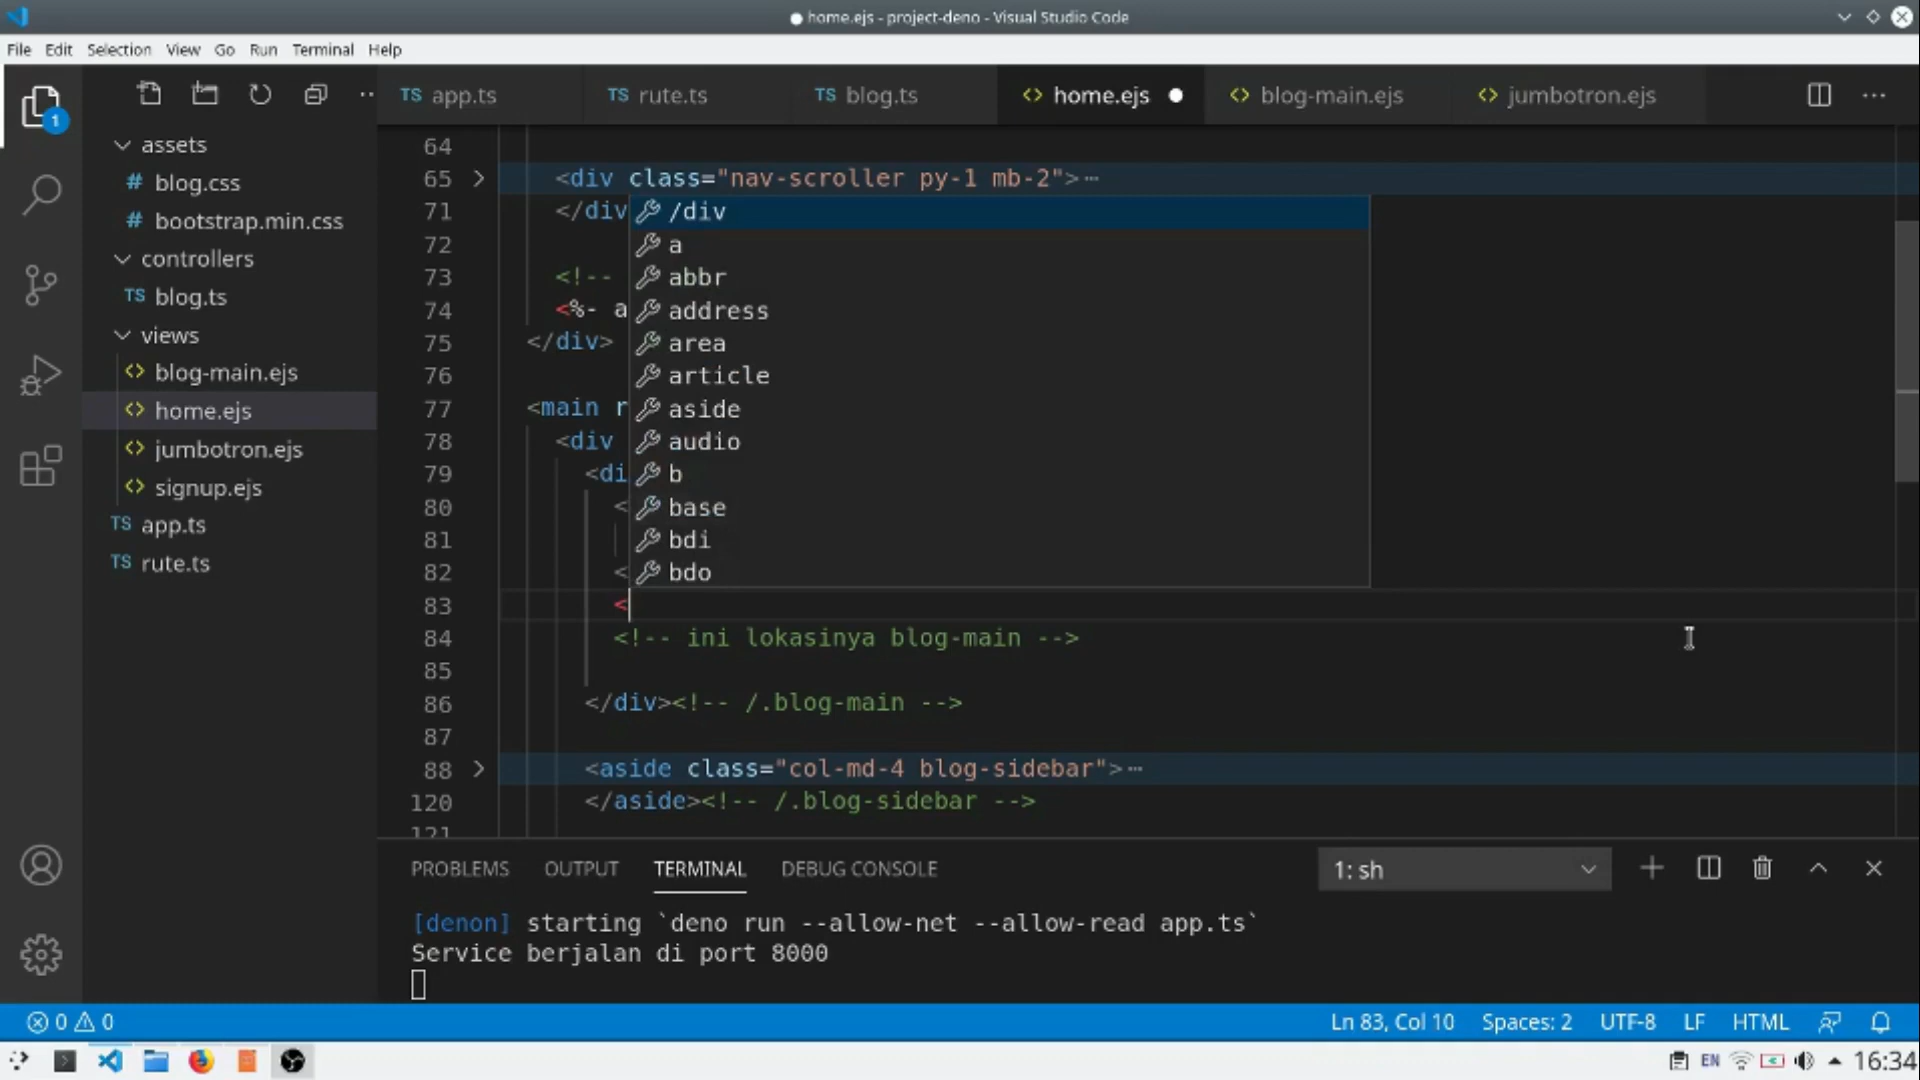 home.ejs - project-deno - Visual Studio Code
File Edit Selection View Go Run Terminal Help
1
assets
# blog.css
# bootstrap.min.css
controllers
TS blog.ts
views
<> blog-main.ejs
<> home.ejs
<> jumbotron.ejs
<> signup.ejs
TS app.ts
TS rute.ts
TS app.ts TS rute.ts TS blog.ts <> home.ejs <> blog-main.ejs <> jumbotron.ejs
64
65 <div class="nav-scroller py-1 mb-2">
71 </div
72
73 <!--
74 <%- a
75 </div>
76
77 <main r
78 <div
79 <di
80 <
81
82 <
83 <
84 <!-- ini lokasinya blog-main -->
85
86 </div><!-- /.blog-main -->
87
88 <aside class="col-md-4 blog-sidebar">
120 </aside><!-- /.blog-sidebar -->
121
/div
a
abbr
address
area
article
aside
audio
b
base
bdi
bdo
PROBLEMS OUTPUT TERMINAL DEBUG CONSOLE 1: sh
[denon] starting `deno run --allow-net --allow-read app.ts`
Service berjalan di port 8000
0 0 Ln 83, Col 10 Spaces: 2 UTF-8 LF HTML
EN 16:34